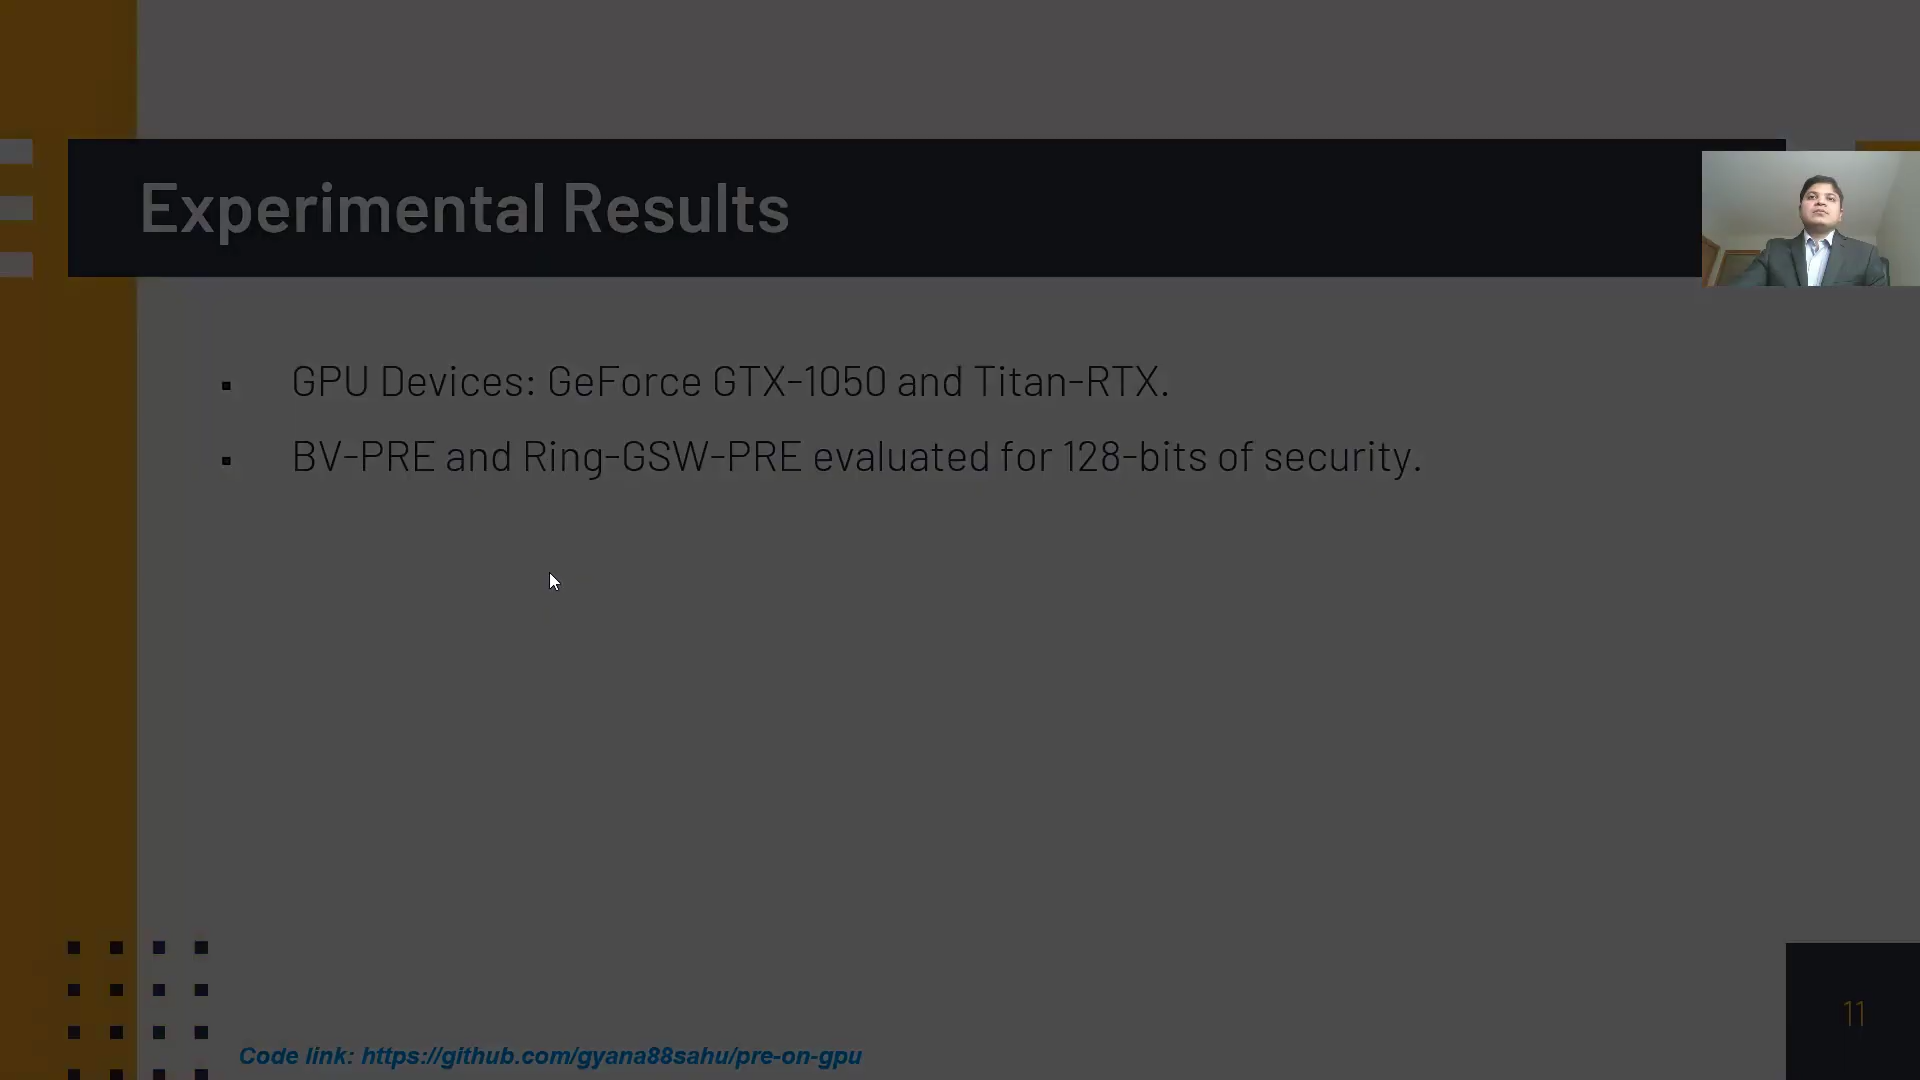 Experimental Results
▪ GPU Devices: GeForce GTX-1050 and Titan-RTX.
▪ BV-PRE and Ring-GSW-PRE evaluated for 128-bits of security.
Code link: https://github.com/gyana88sahu/pre-on-gpu
11